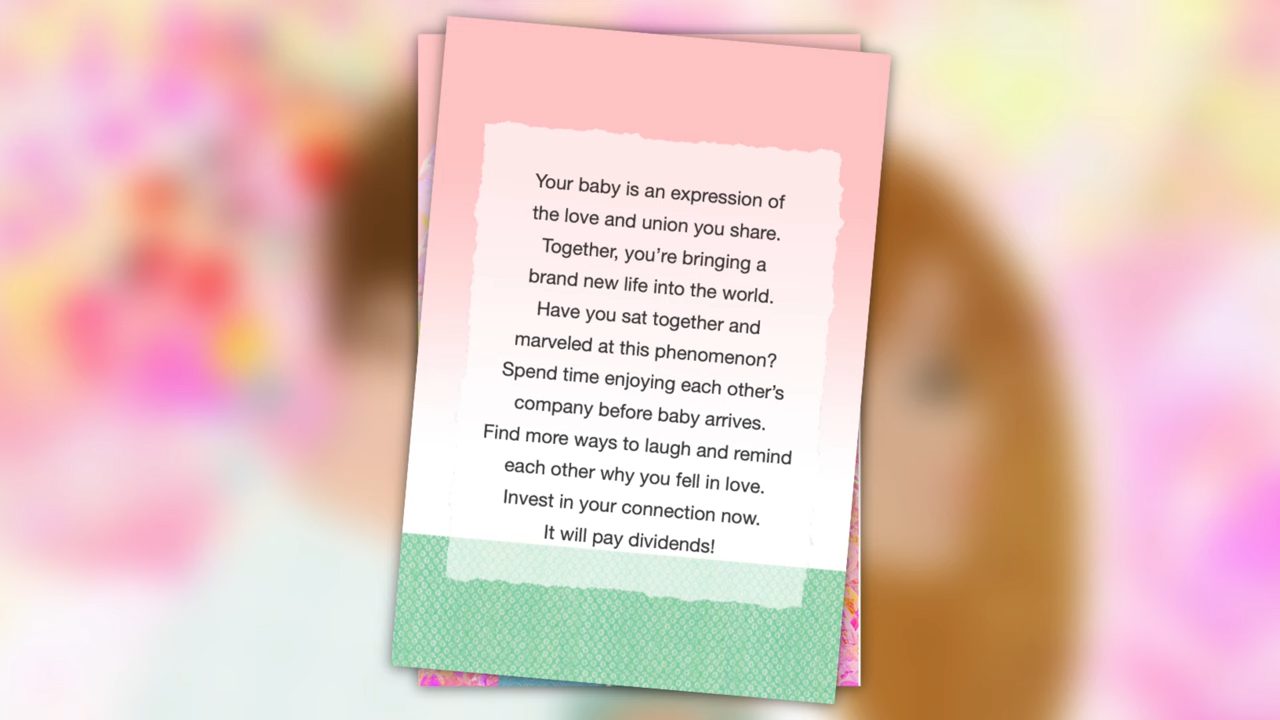 Your baby is an expression of
the love and union you share.
Together, you’re bringing a
brand new life into the world.
Have you sat together and
marveled at this phenomenon?
Spend time enjoying each other’s
company before baby arrives.
Find more ways to laugh and remind
each other why you fell in love.
Invest in your connection now.
It will pay dividends!